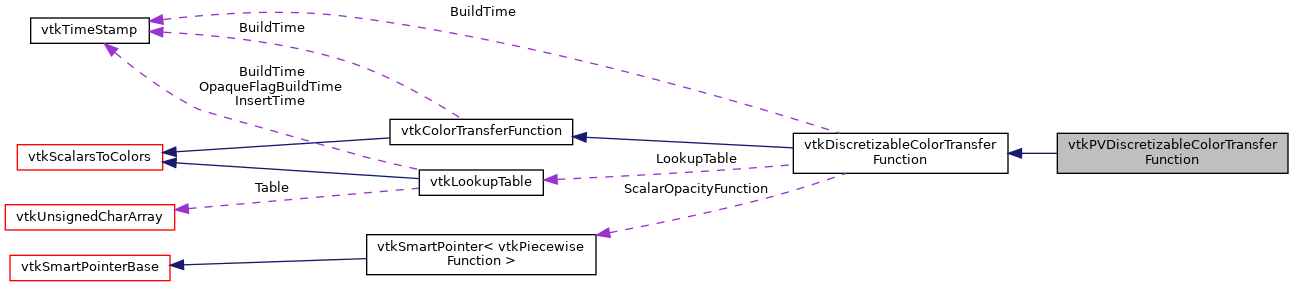 BuildTime
vtkTimeStamp
BuildTime
BuildTime
OpaqueFlagBuildTime
InsertTime
vtkColorTransferFunction
vtkDiscretizableColorTransfer
Function
vtkPVDiscretizableColorTransfer
Function
vtkScalarsToColors
LookupTable
vtkLookupTable
Table
ScalarOpacityFunction
vtkUnsignedCharArray
vtkSmartPointer< vtkPiecewise
Function >
vtkSmartPointerBase